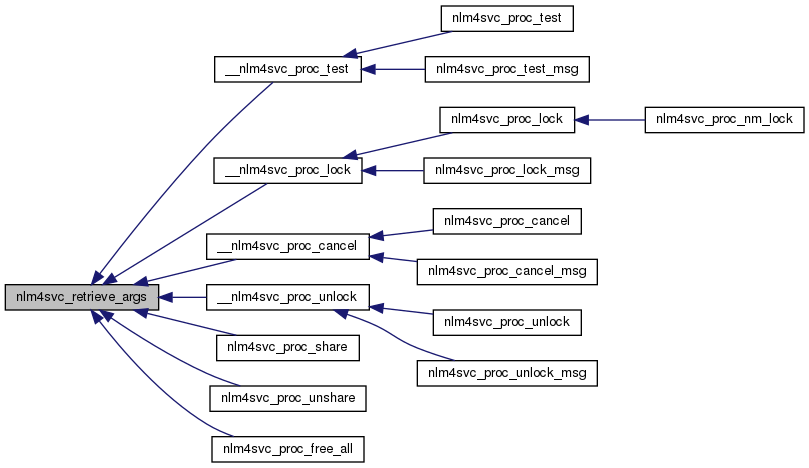 nlm4svc_proc_test
__nlm4svc_proc_test
nlm4svc_proc_test_msg
nlm4svc_proc_lock
nlm4svc_proc_nm_lock
__nlm4svc_proc_lock
nlm4svc_proc_lock_msg
nlm4svc_proc_cancel
__nlm4svc_proc_cancel
nlm4svc_proc_cancel_msg
nlm4svc_retrieve_args
__nlm4svc_proc_unlock
nlm4svc_proc_unlock
nlm4svc_proc_share
nlm4svc_proc_unlock_msg
nlm4svc_proc_unshare
nlm4svc_proc_free_all